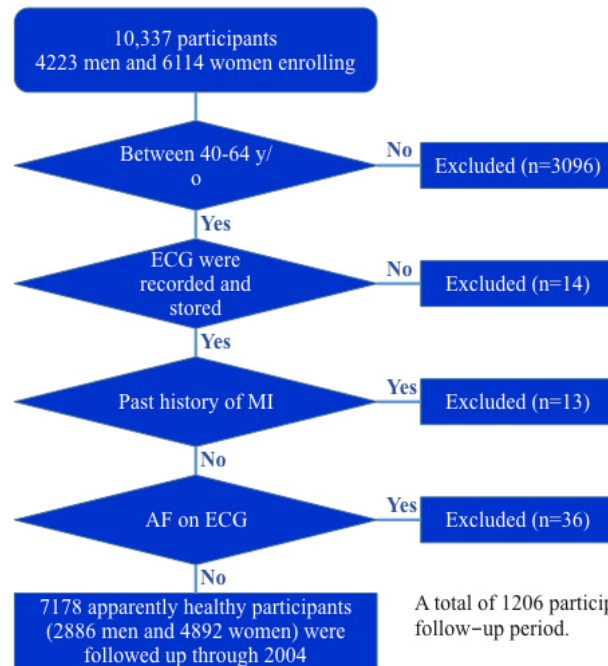 10,337 participants
4223 men and 6114 women enrolling
Between 40-64 y/
o
No
Excluded (n=3096)
Yes
ECG were
recorded and
stored
No
Excluded (n=14)
Yes
Past history of MI
Yes
Excluded (n=13)
No
AF on ECG
Yes
Excluded (n=36)
No
7178 apparently healthy participants
(2886 men and 4892 women) were
followed up through 2004
A total of 1206
follow-up period.